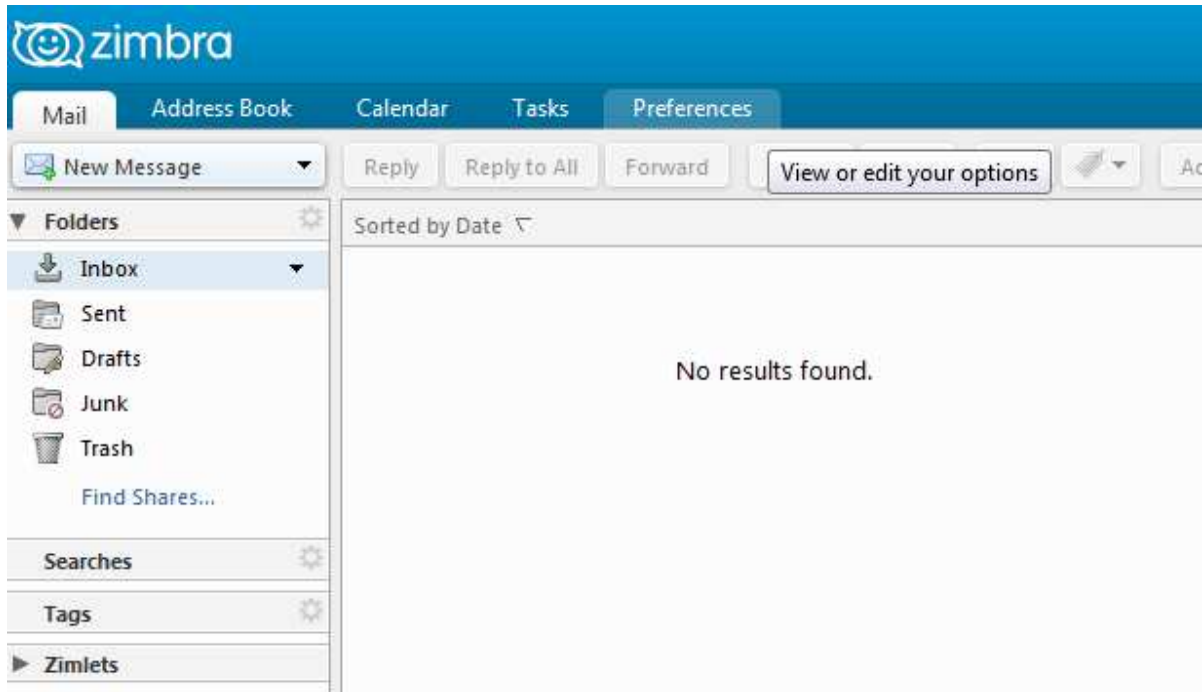 zimbra
Mail Address Book Calendar Tasks Preferences
New Message Reply Reply to All Forward View or edit your options
Folders Sorted by Date
Inbox
Sent
Drafts No results found.
Junk
Trash
Find Shares...
Searches
Tags
Zimlets